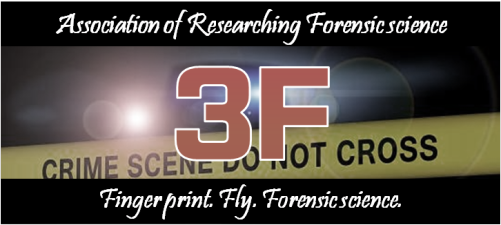 Association of Researching Forensic science
3F
CRIME SCENE DO NOT CROSS
Finger print. Fly. Forensic science.